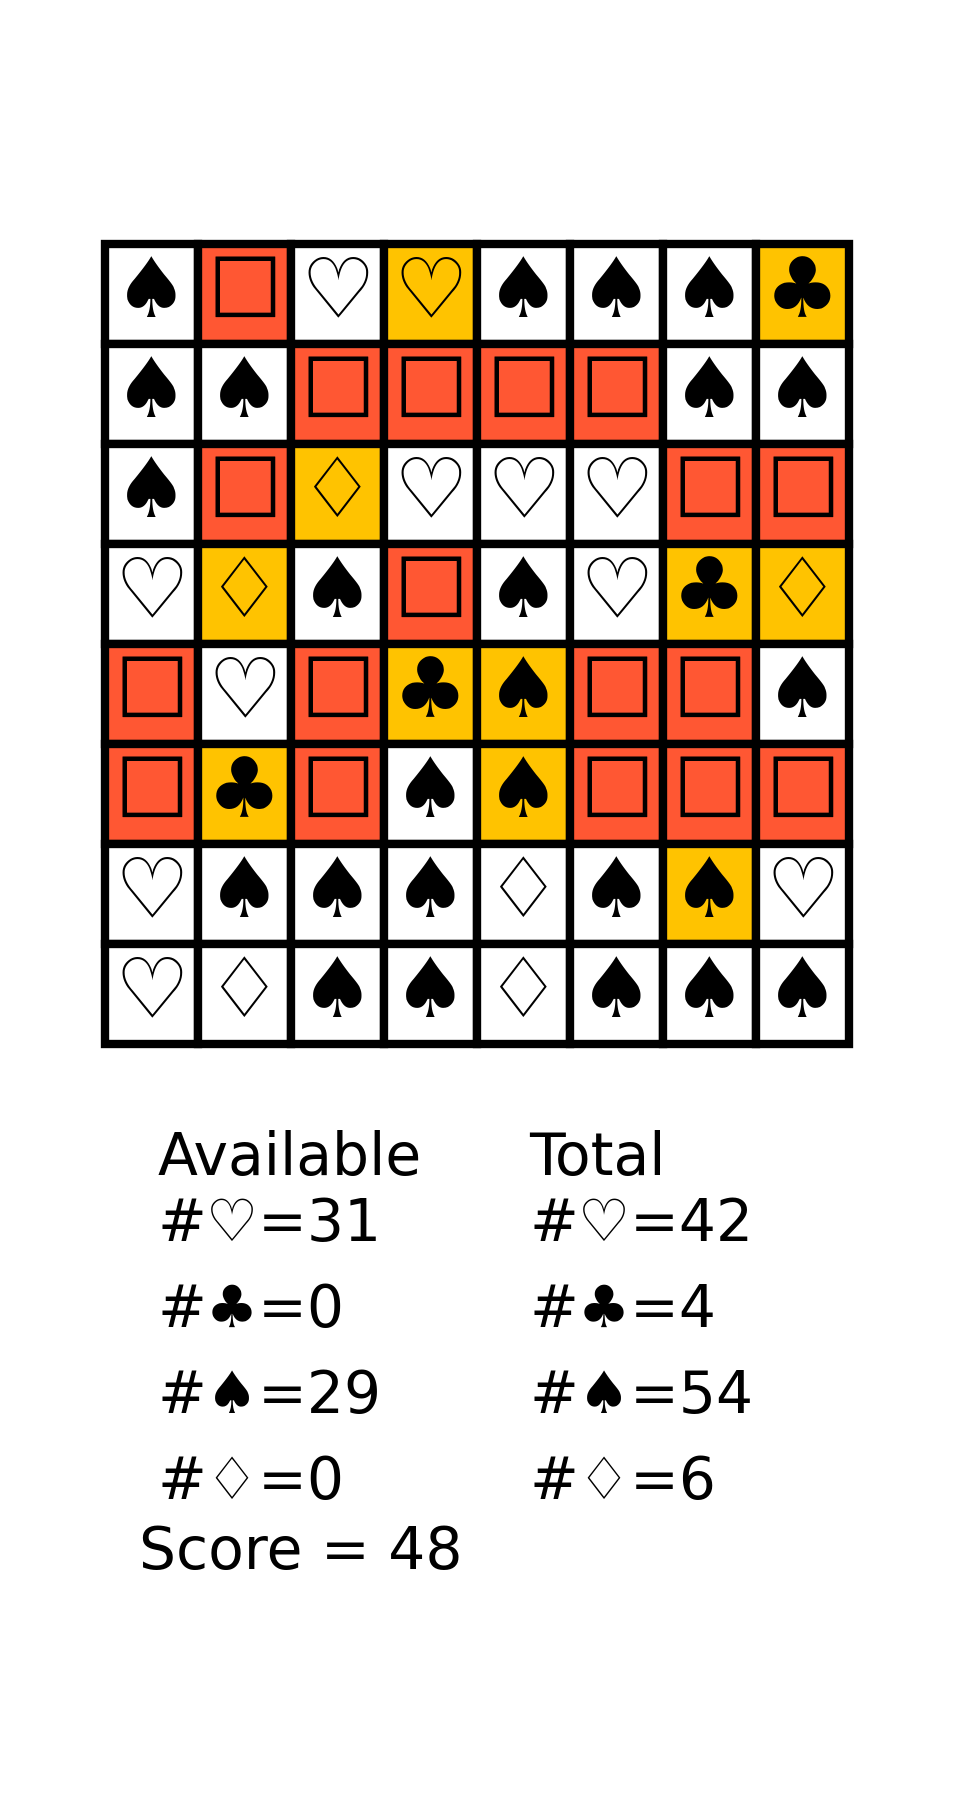 ♠ □ ♡ ♡ ♠ ♠ ♠ ♣
♠ ♠ □ □ □ □ ♠ ♠
♠ □ ♢ ♡ ♡ ♡ □ □
♡ ♢ ♠ □ ♠ ♡ ♣ ♢
□ ♡ □ ♣ ♠ □ □ ♠
□ ♣ □ ♠ ♠ □ □ □
♡ ♠ ♠ ♠ ♢ ♠ ♠ ♡
♡ ♢ ♠ ♠ ♢ ♠ ♠ ♠
Available Total
#♡=31 #♡=42
#♣=0 #♣=4
#♠=29 #♠=54
#♢=0 #♢=6
Score = 48